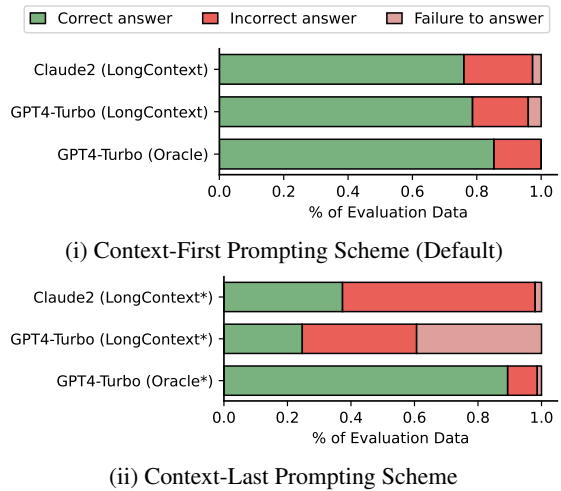 Correct answer Incorrect answer Failure to answer
Claude2 (LongContext)
GPT4-Turbo (LongContext)
GPT4-Turbo (Oracle)
0.0 0.2 0.4 0.6 0.8 1.0
% of Evaluation Data
(i) Context-First Prompting Scheme (Default)
Claude2 (LongContext*)
GPT4-Turbo (LongContext*)
GPT4-Turbo (Oracle*)
0.0 0.2 0.4 0.6 0.8 1.0
% of Evaluation Data
(ii) Context-Last Prompting Scheme